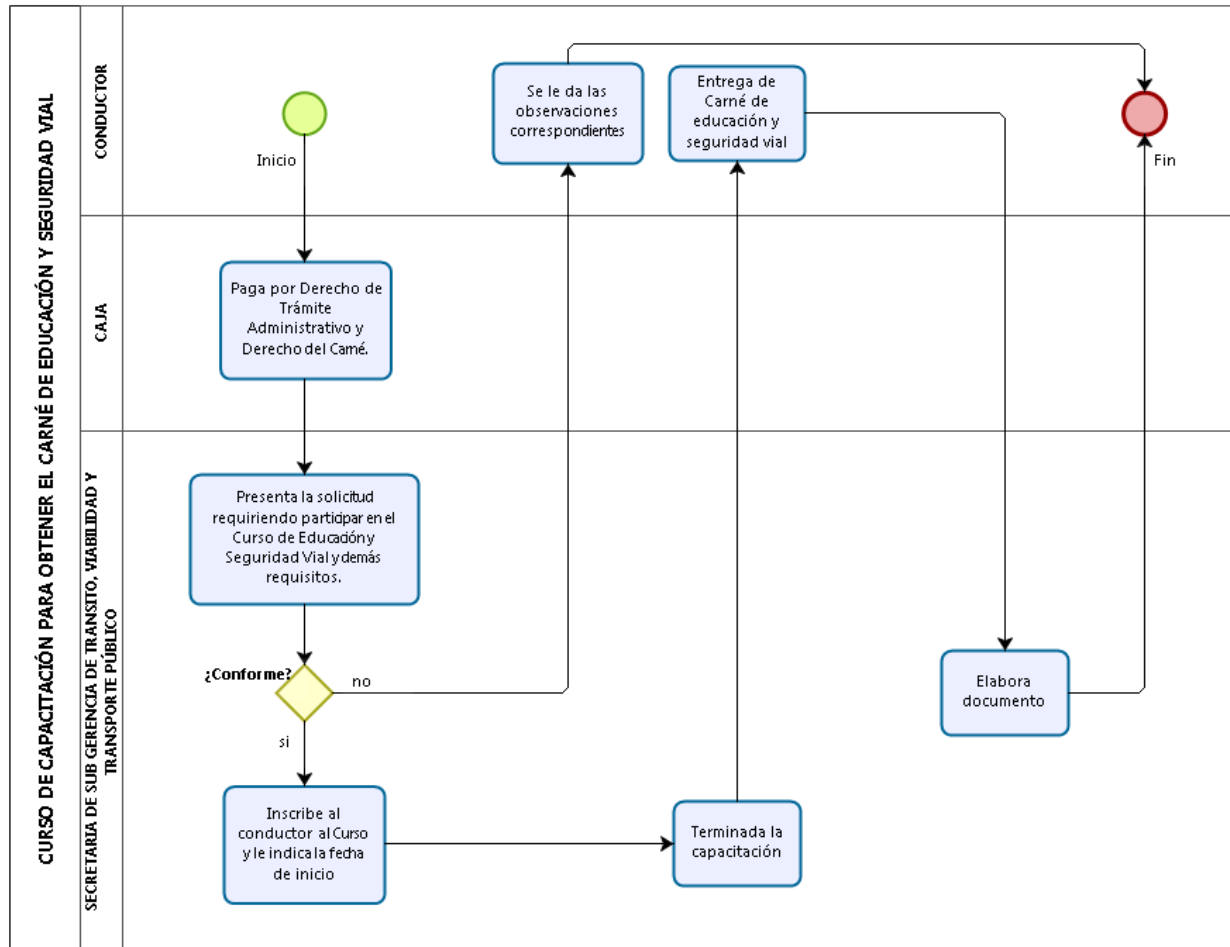 CURSO DE CAPACITACIÓN PARA OBTENER EL CARNÉ DE EDUCACIÓN Y SEGURIDAD VIAL
CONDUCTOR
Inicio
Se le da las
observaciones
correspondientes
Entrega de
Carné de
educación y
seguridad vial
Fin
CAJA
Paga por Derecho de
Trámite
Administrativo y
Derecho del Carné.
SECRETARIA DE SUB GERENCIA DE TRANSITO, VIABILIDAD Y
TRANSPORTE PÚBLICO
Presenta la solicitud
requiriendo participar en el
Curso de Educación y
Seguridad Vial y demás
requisitos.
¿Conforme?
no
si
Inscribe al
conductor al Curso
y le indica la fecha
de inicio
Terminada la
capacitación
Elabora
documento